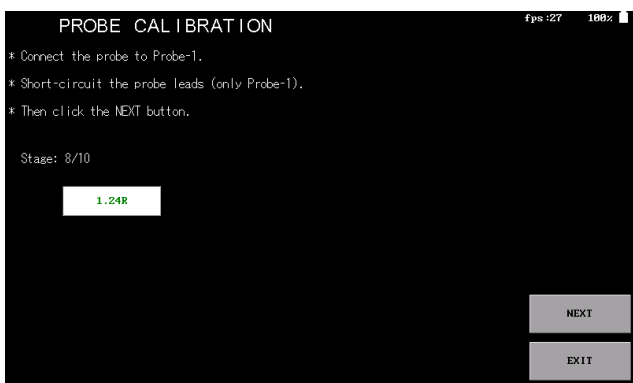 PROBE CALIBRATION
fps:27 100%
* Connect the probe to Probe-1.
* Short-circuit the probe leads (only Probe-1).
* Then click the NEXT button.
Stage: 8/10
1.24R
NEXT
EXIT